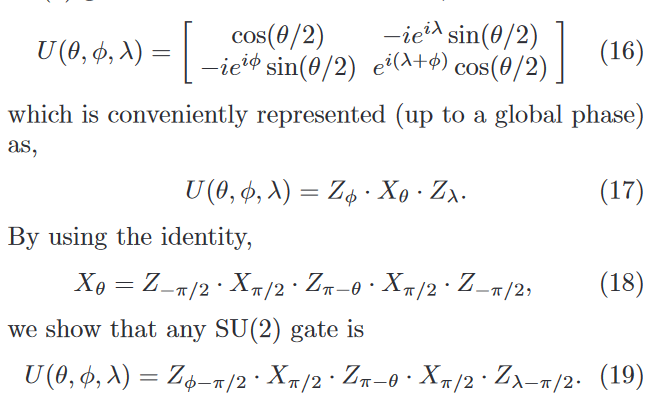 U(θ, ϕ, λ) = [ cos(θ/2) −ie^{iλ} sin(θ/2) ; −ie^{iϕ} sin(θ/2) e^{i(λ+ϕ)} cos(θ/2) ] (16)
which is conveniently represented (up to a global phase)
as,
U(θ, ϕ, λ) = Z_ϕ · X_θ · Z_λ. (17)
By using the identity,
X_θ = Z_{−π/2} · X_{π/2} · Z_{π−θ} · X_{π/2} · Z_{−π/2}, (18)
we show that any SU(2) gate is
U(θ, ϕ, λ) = Z_{ϕ−π/2} · X_{π/2} · Z_{π−θ} · X_{π/2} · Z_{λ−π/2}. (19)